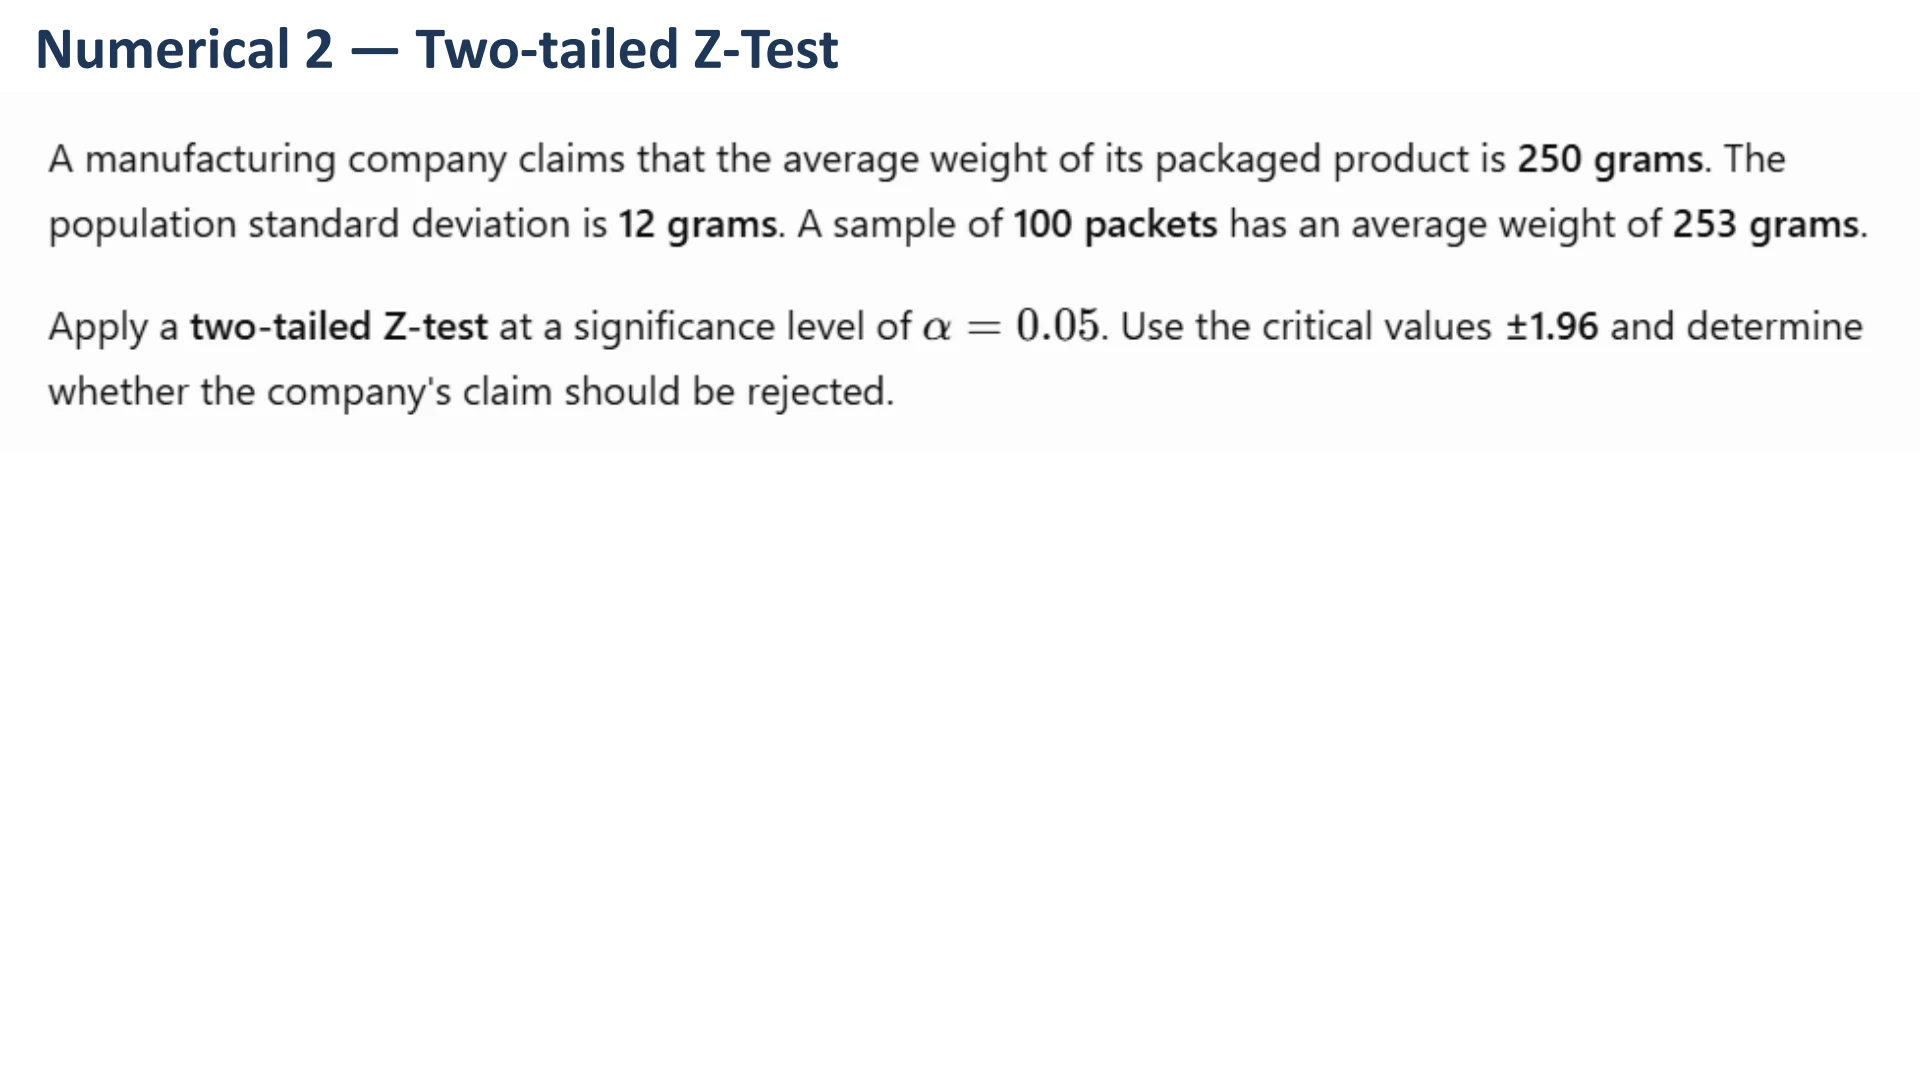 Numerical 2 — Two-tailed Z-Test
A manufacturing company claims that the average weight of its packaged product is 250 grams. The
population standard deviation is 12 grams. A sample of 100 packets has an average weight of 253 grams.
Apply a two-tailed Z-test at a significance level of α = 0.05. Use the critical values ±1.96 and determine
whether the company's claim should be rejected.